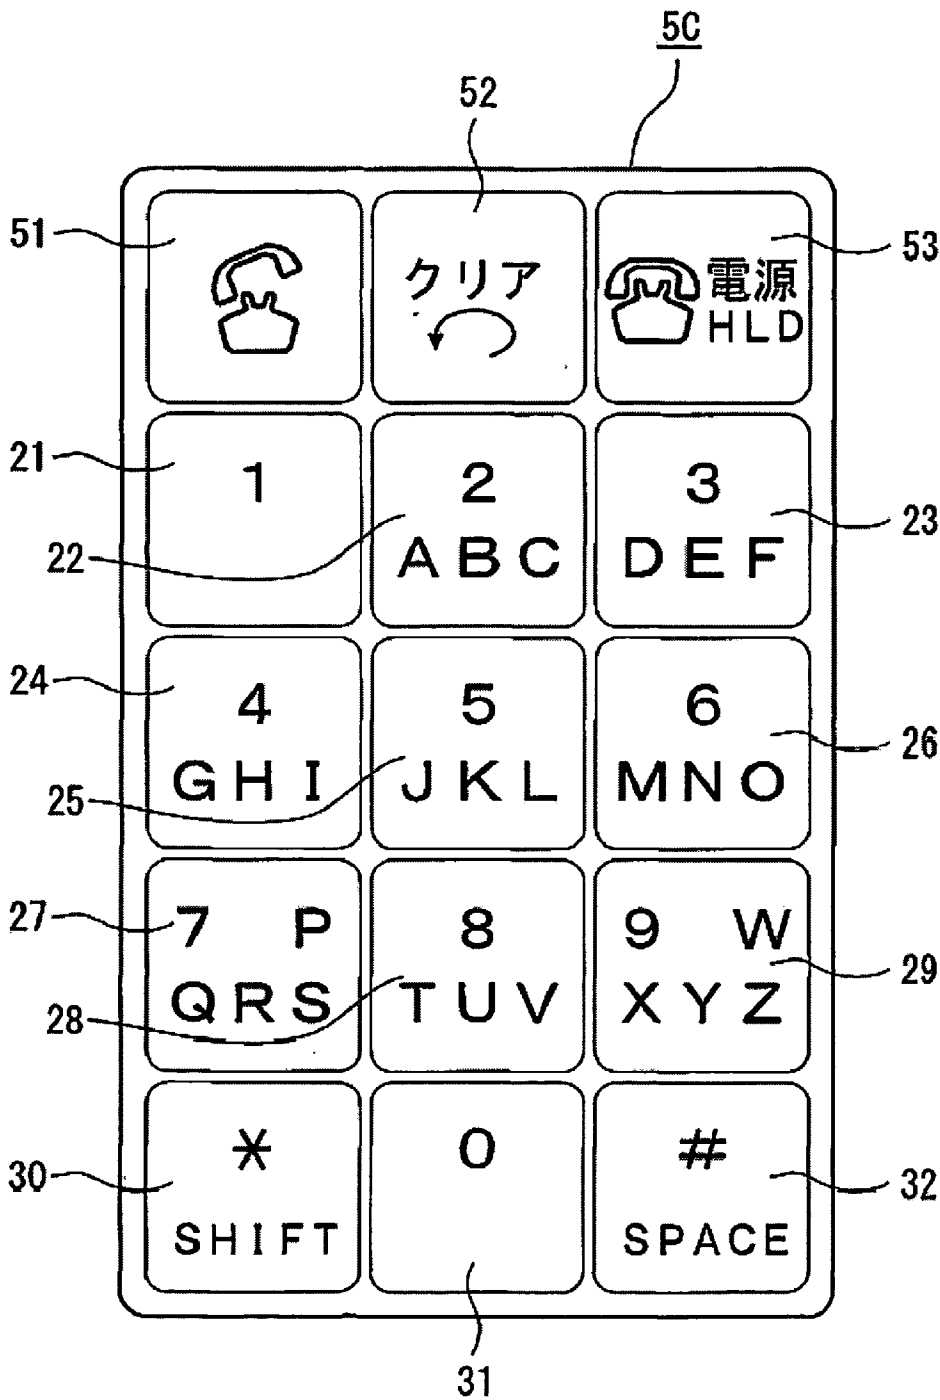 5C
52
51
53
クリア
電源
HLD
21
1
2
3
23
22
ABC
DEF
24
4
5
6
26
25
GHI
JKL
MNO
27
7 P
8
9 W
29
28
QRS
TUV
XYZ
30
*
0
#
32
SHIFT
SPACE
31